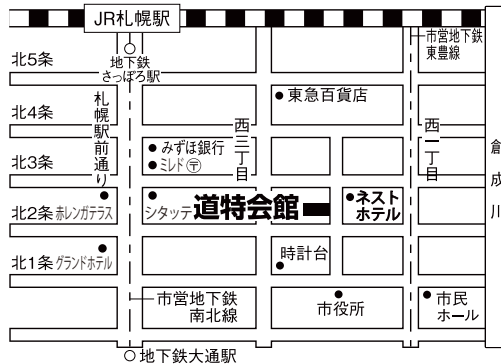 JR札幌駅
地下鉄
さっぽろ駅
市営地下鉄
東豊線
北5条
北4条
北3条
北2条
北1条
札幌駅前通り
西三丁目
西一丁目
創成川
東急百貨店
みずほ銀行
ミレド〒
赤レンガテラス
シタッテ
道特会館
ネスト
ホテル
グランドホテル
時計台
市営地下鉄
南北線
市役所
市民
ホール
地下鉄大通駅